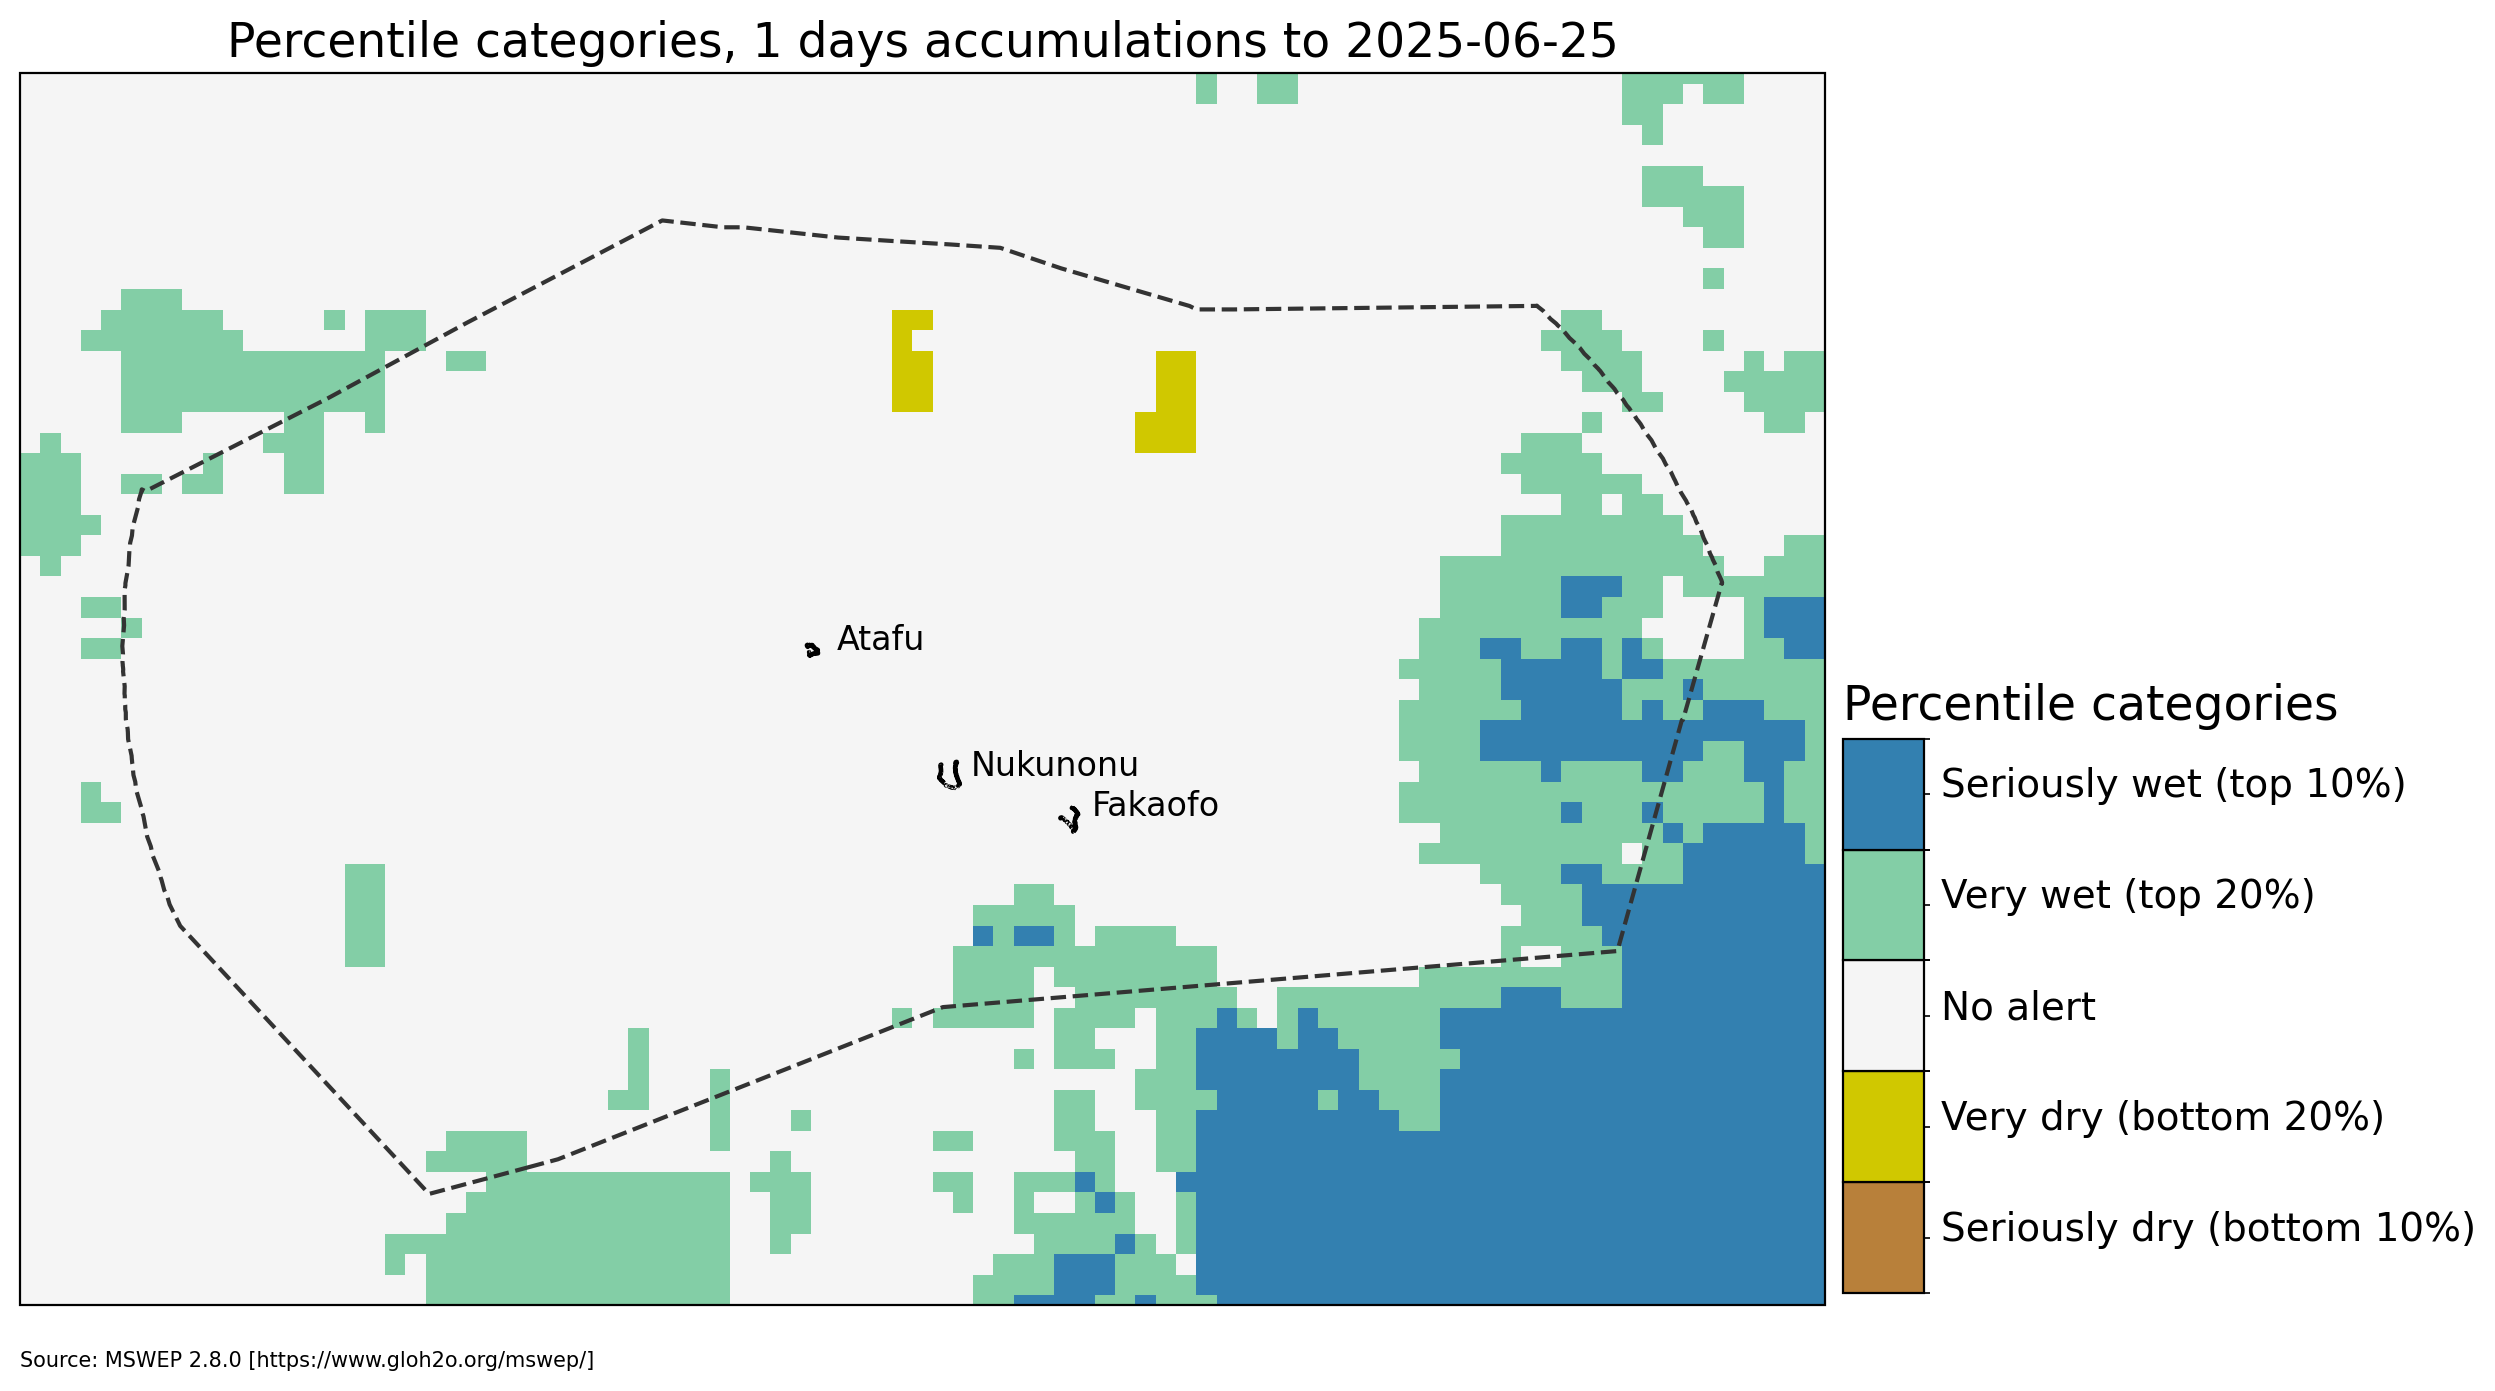 Percentile categories, 1 days accumulations to 2025-06-25
Atafu
Nukunonu
Fakaofo
Percentile categories
Seriously wet (top 10%)
Very wet (top 20%)
No alert
Very dry (bottom 20%)
Seriously dry (bottom 10%)
Source: MSWEP 2.8.0 [https://www.gloh2o.org/mswep/]